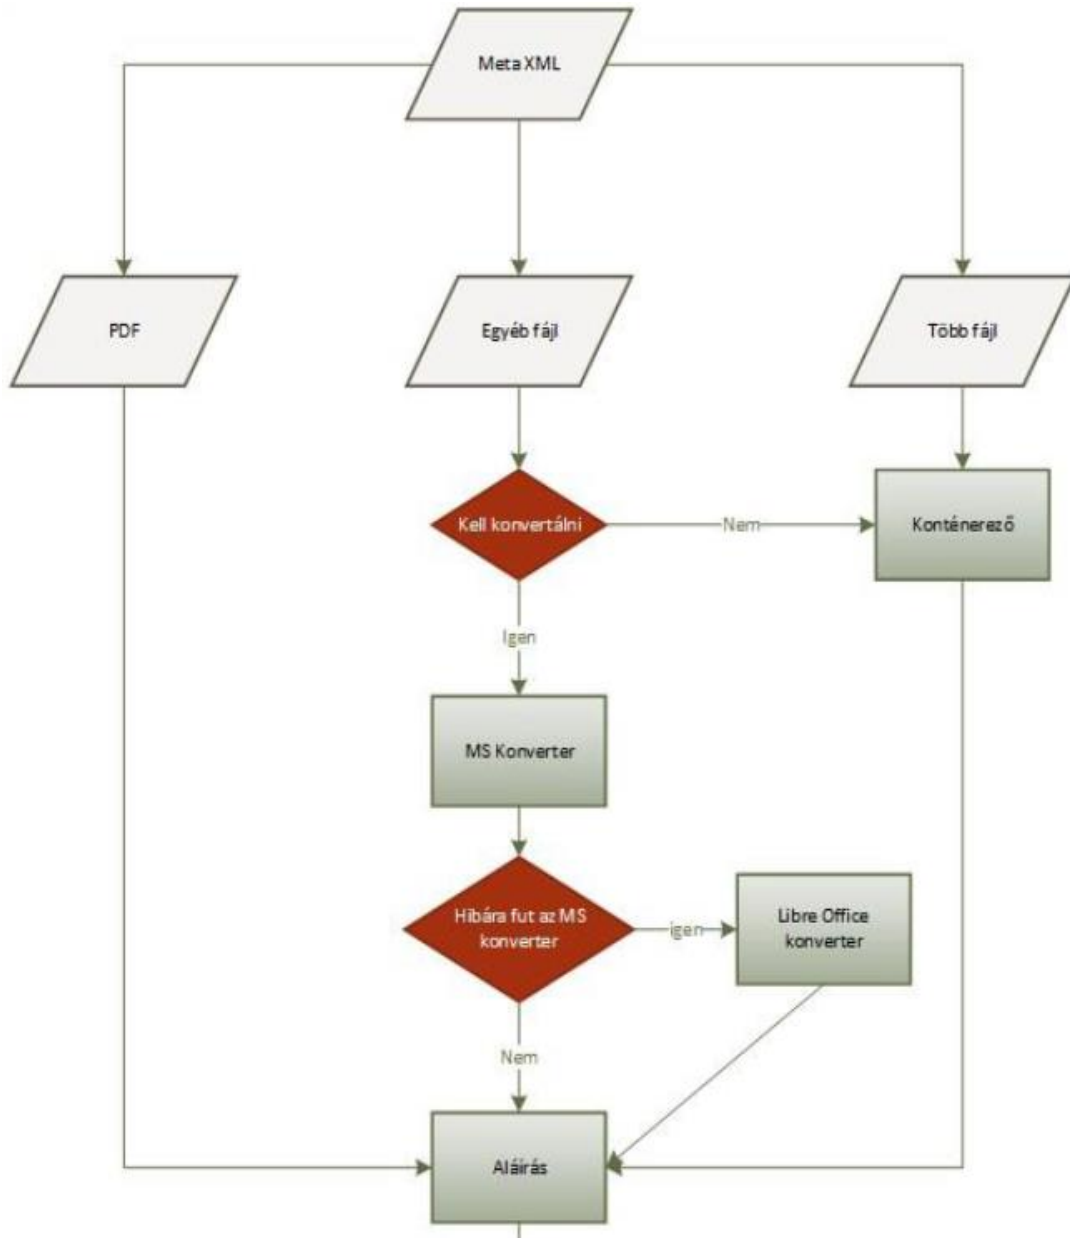 Meta XML
PDF
Egyéb fájl
Több fájl
Kell konvertálni
Nem
Konténerező
Igen
MS Konverter
Hibára fut az MS
konverter
igen
Libre Office
konverter
Nem
Aláírás